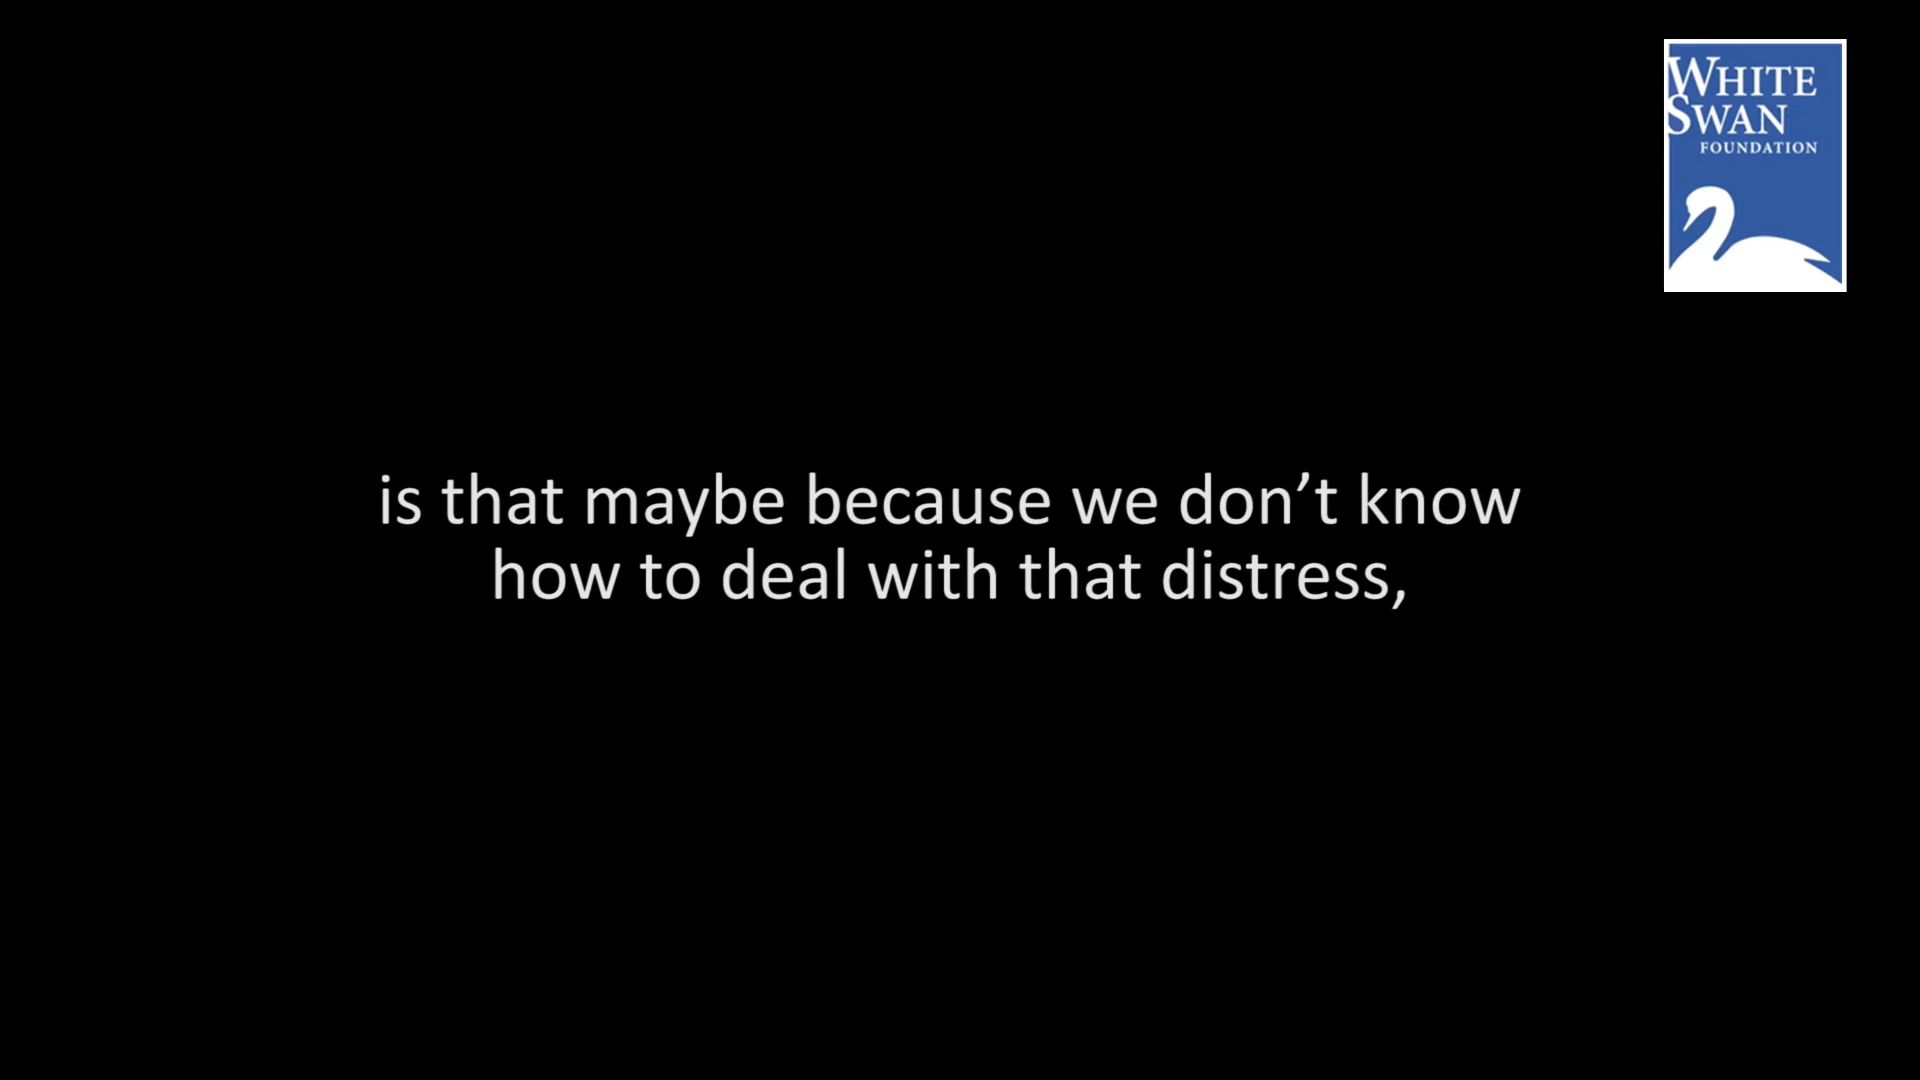 WHITE
SWAN
FOUNDATION
is that maybe because we don’t know
how to deal with that distress,